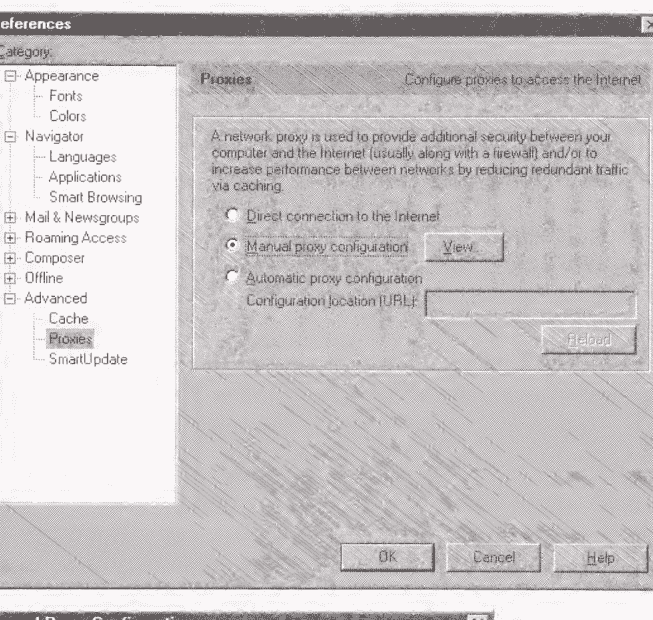 eferences
Category:
Appearance
Fonts
Colors
Navigator
Languages
Applications
Smart Browsing
Mail & Newsgroups
Roaming Access
Composer
Offline
Advanced
Cache
Proxies
SmartUpdate
Proxies
Configure proxies to access the Internet
A network proxy is used to provide additional security between your
computer and the Internet (usually along with a firewall) and/or to
increase performance between networks by reducing redundant traffic
via caching.
Direct connection to the Internet
Manual proxy configuration
View...
Automatic proxy configuration
Configuration location (URL):
Reload
OK
Cancel
Help